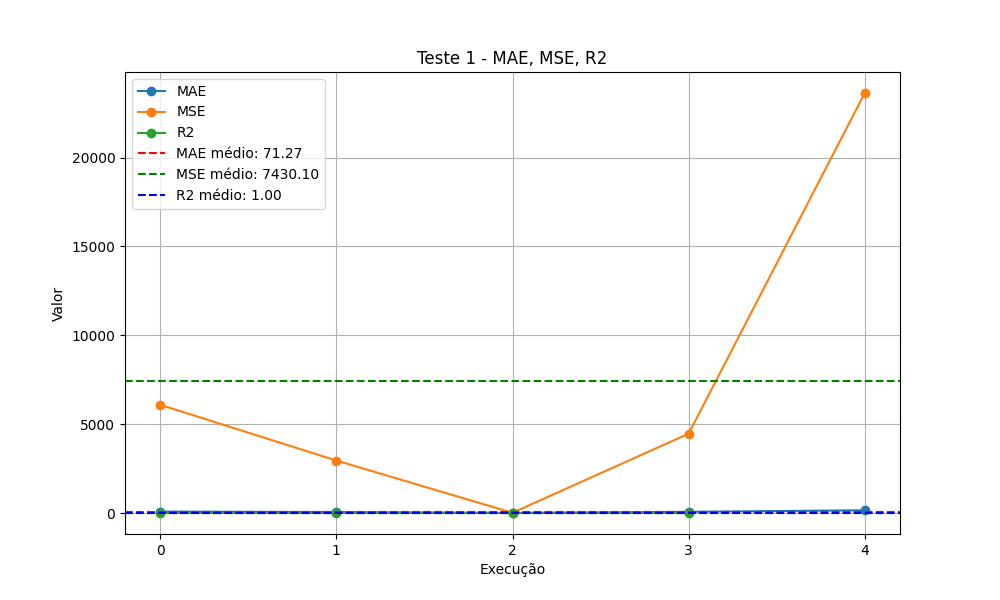 Teste 1 - MAE, MSE, R2
MAE
MSE
R2
MAE médio: 71.27
MSE médio: 7430.10
R2 médio: 1.00
Valor
20000
15000
10000
5000
0
0 1 2 3 4
Execução